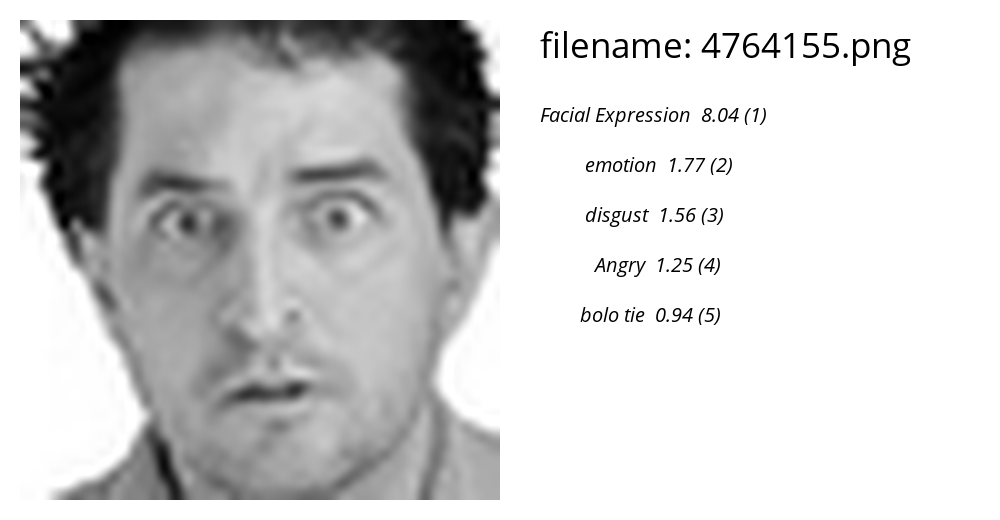 filename: 4764155.png
Facial Expression 8.04 (1)
emotion 1.77 (2)
disgust 1.56 (3)
Angry 1.25 (4)
bolo tie 0.94 (5)